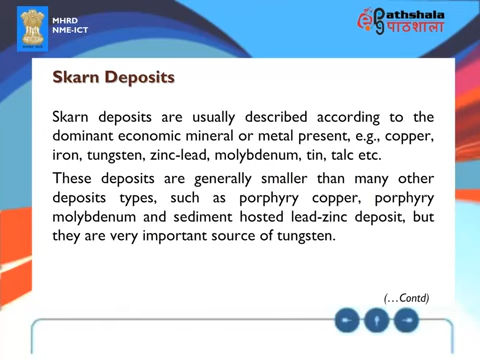 MHRD
NME-ICT
ePathshala
पाठशाला
Skarn Deposits
Skarn deposits are usually described according to the
dominant economic mineral or metal present, e.g., copper,
iron, tungsten, zinc-lead, molybdenum, tin, talc etc.
These deposits are generally smaller than many other
deposits types, such as porphyry copper, porphyry
molybdenum and sediment hosted lead-zinc deposit, but
they are very important source of tungsten.
(…Contd)